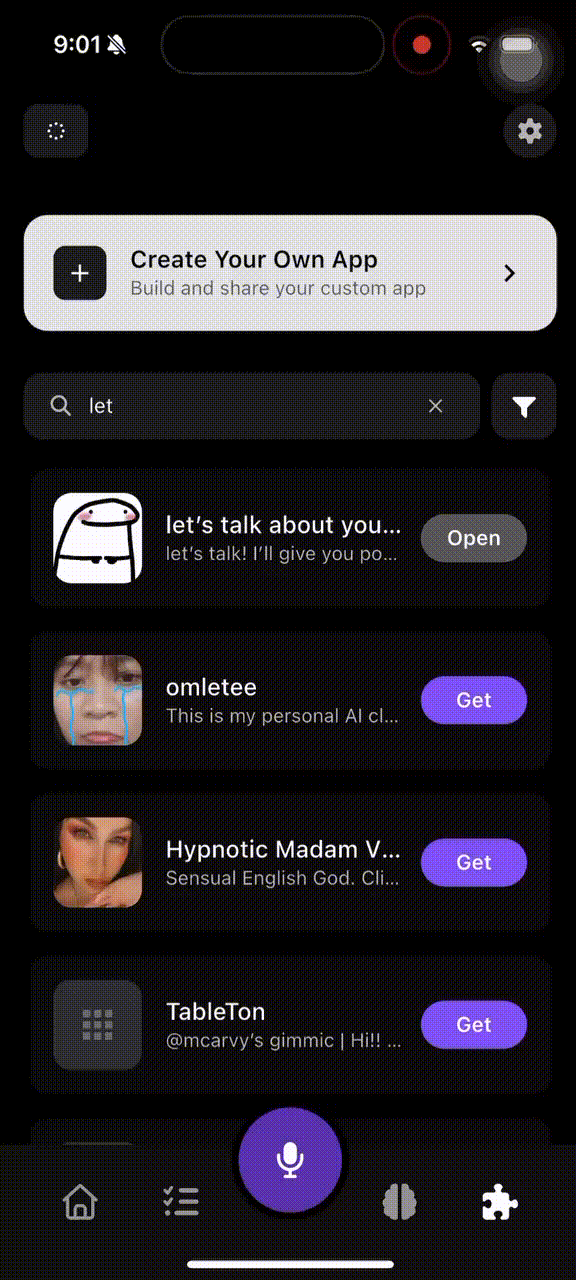 9:01
Create Your Own App
Build and share your custom app
let
let's talk about you...
let's talk! I'll give you po...
Open
omletee
This is my personal AI cl...
Get
Hypnotic Madam V...
Sensual English God. Cli...
Get
TableTon
@mcarvy's gimmic | Hi!! ...
Get